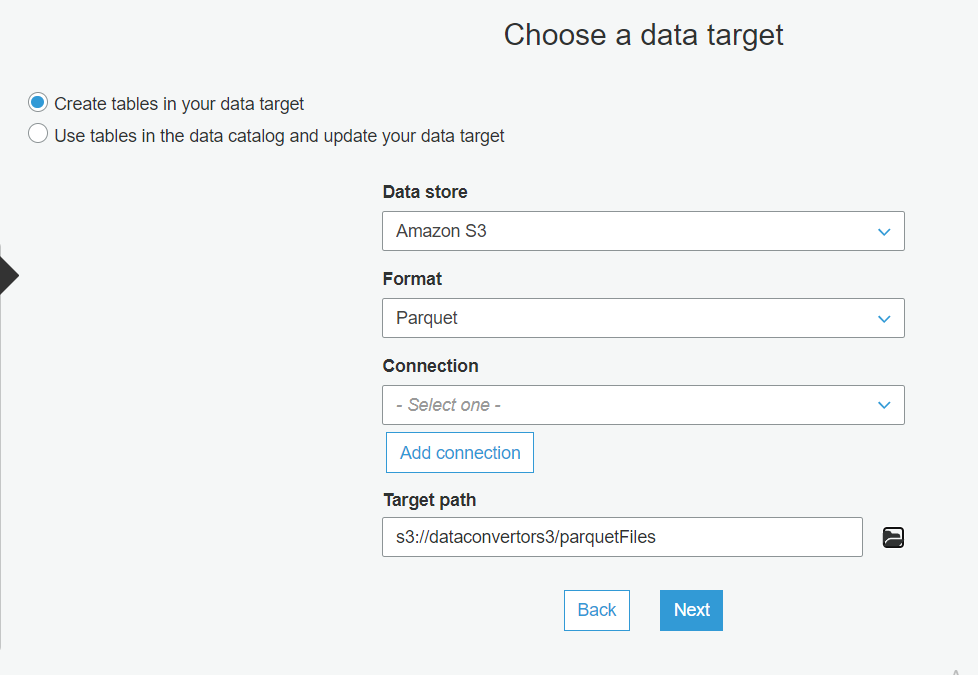 Choose a data target
Create tables in your data target
Use tables in the data catalog and update your data target
Data store
Amazon S3
Format
Parquet
Connection
- Select one -
Add connection
Target path
s3://dataconvertors3/parquetFiles
Back
Next